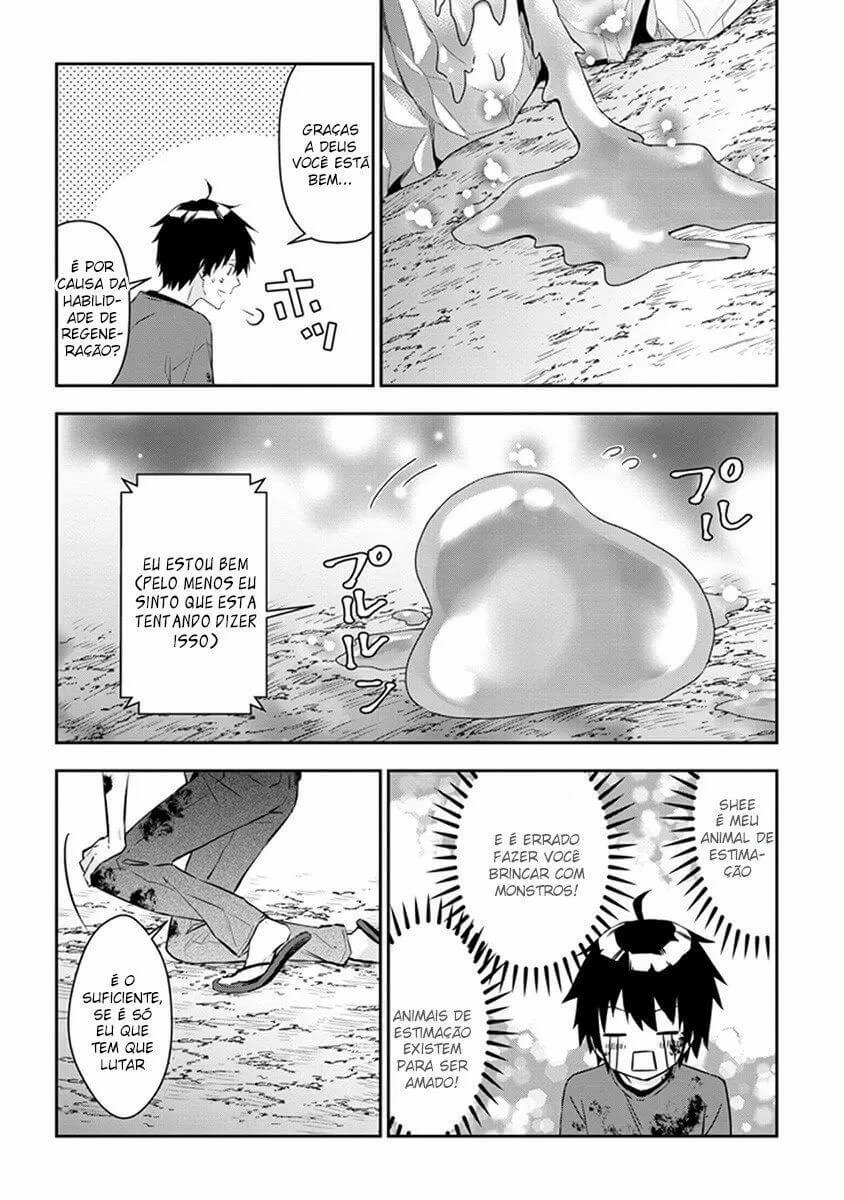 GRAÇAS
A DEUS
VOCÊ ESTÁ
BEM...
É POR
CAUSA DA
HABILID-
ADE DE
REGENE-
RAÇÃO?
ホッ
プルル
EU ESTOU BEM
(PELO MENOS EU
SINTO QUE ESTA
TENTANDO DIZER
ISSO)
プルルン
SHEE
É MEU
ANIMAL DE
ESTIMA-
ÇÃO
E É ERRADO
FAZER VOCÊ
BRINCAR COM
MONSTROS!
ANIMAIS DE
ESTIMAÇÃO
EXISTEM
PARA SER
AMADO!
É O
SUFICIENTE,
SE É SÓ
EU QUE
TEM QUE
LUTAR